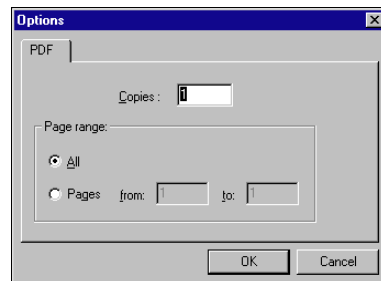 Options
PDF
Copies : 1
Page range:
All
Pages from: 1 to: 1
OK Cancel